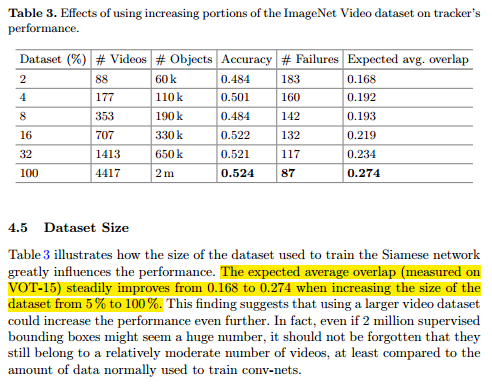 Table 3. Effects of using increasing portions of the ImageNet Video dataset on tracker's
performance.
Dataset (%) # Videos # Objects Accuracy # Failures Expected avg. overlap
2 88 60 k 0.484 183 0.168
4 177 110 k 0.501 160 0.192
8 353 190 k 0.484 142 0.193
16 707 330 k 0.522 132 0.219
32 1413 650 k 0.521 117 0.234
100 4417 2 m 0.524 87 0.274
4.5 Dataset Size
Table 3 illustrates how the size of the dataset used to train the Siamese network
greatly influences the performance. The expected average overlap (measured on
VOT-15) steadily improves from 0.168 to 0.274 when increasing the size of the
dataset from 5 % to 100 %. This finding suggests that using a larger video dataset
could increase the performance even further. In fact, even if 2 million supervised
bounding boxes might seem a huge number, it should not be forgotten that they
still belong to a relatively moderate number of videos, at least compared to the
amount of data normally used to train conv-nets.